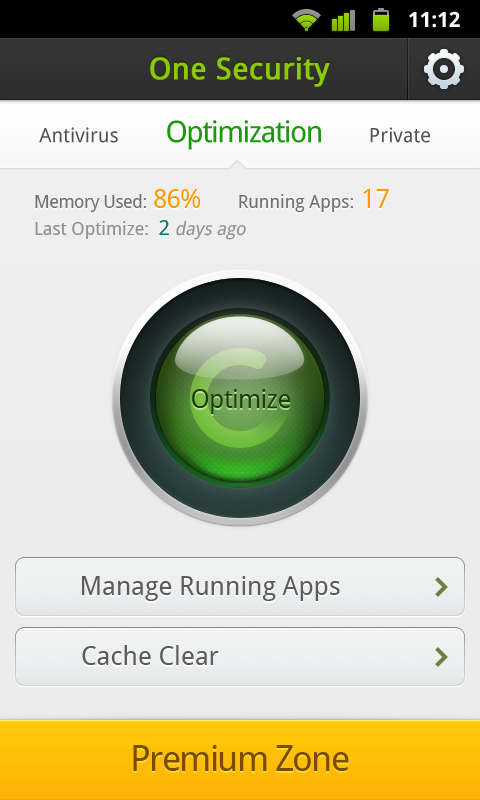 11:12
One Security
Antivirus Optimization Private
Memory Used: 86% Running Apps: 17
Last Optimize: 2 days ago
Optimize
Manage Running Apps
Cache Clear
Premium Zone